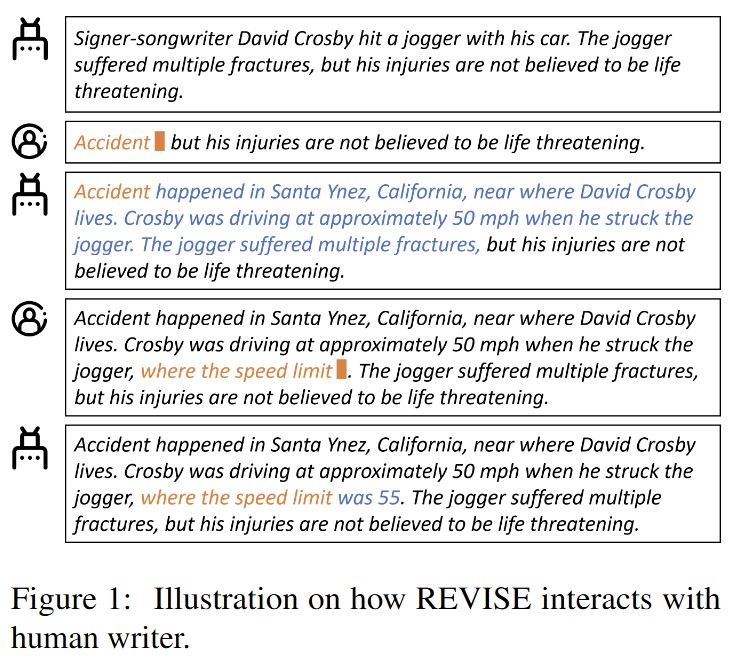 Signer-songwriter David Crosby hit a jogger with his car. The jogger
suffered multiple fractures, but his injuries are not believed to be life
threatening.
Accident but his injuries are not believed to be life threatening.
Accident happened in Santa Ynez, California, near where David Crosby
lives. Crosby was driving at approximately 50 mph when he struck the
jogger. The jogger suffered multiple fractures, but his injuries are not
believed to be life threatening.
Accident happened in Santa Ynez, California, near where David Crosby
lives. Crosby was driving at approximately 50 mph when he struck the
jogger, where the speed limit . The jogger suffered multiple fractures,
but his injuries are not believed to be life threatening.
Accident happened in Santa Ynez, California, near where David Crosby
lives. Crosby was driving at approximately 50 mph when he struck the
jogger, where the speed limit was 55. The jogger suffered multiple
fractures, but his injuries are not believed to be life threatening.
Figure 1: Illustration on how REVISE interacts with
human writer.